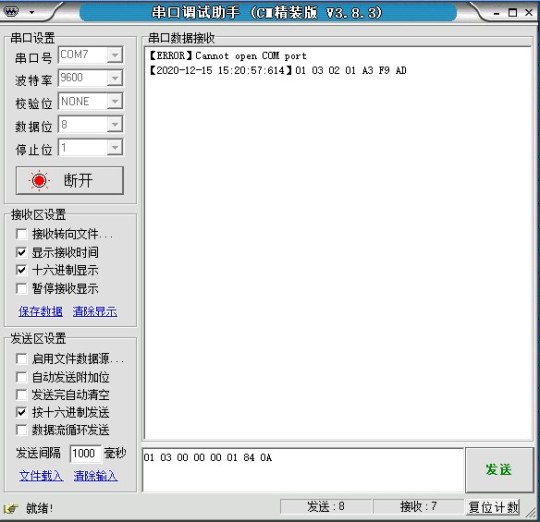 串口调试助手 (CM精装版 V3.8.3)
串口设置
串口号 COM7
波特率 9600
校验位 NONE
数据位 8
停止位 1
断开
接收区设置
接收转向文件...
显示接收时间
十六进制显示
暂停接收显示
保存数据 清除显示
发送区设置
启用文件数据源...
自动发送附加位
发送完自动清空
按十六进制发送
数据流循环发送
发送间隔 1000 毫秒
文件载入 清除输入
串口数据接收
【ERROR】Cannot open COM port
【2020-12-15 15:20:57:614】01 03 02 01 A3 F9 AD
01 03 00 00 00 01 84 0A
发送
就绪!
发送:8
接收:7
复位计数